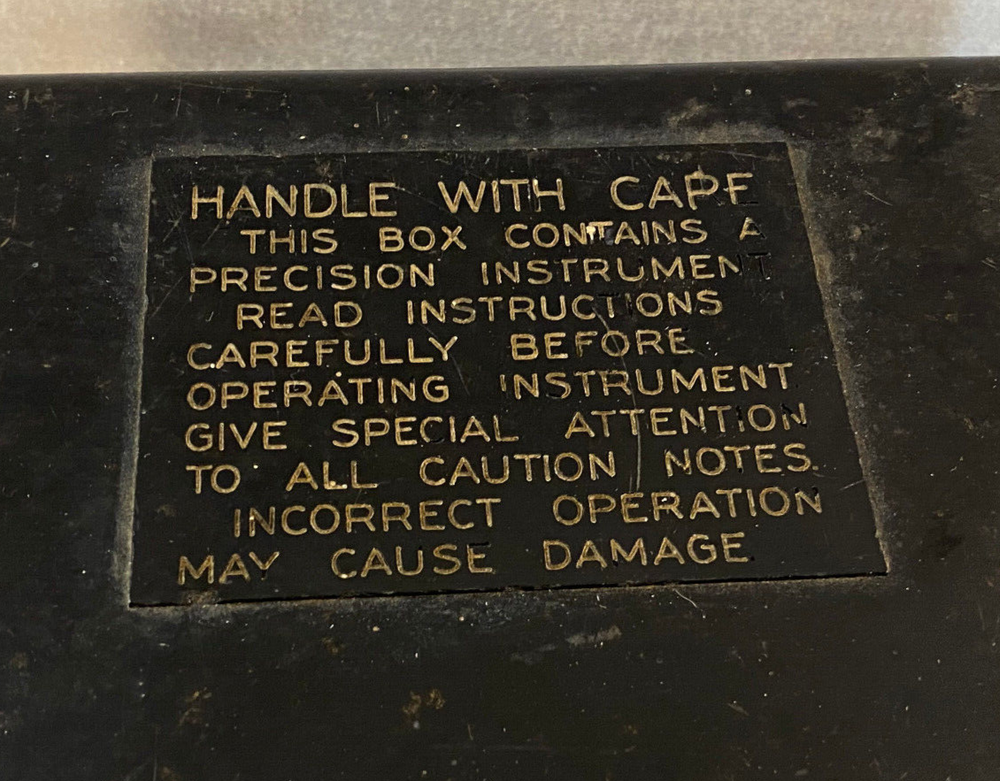 HANDLE WITH CARE
THIS BOX CONTAINS A
PRECISION INSTRUMENT
READ INSTRUCTIONS
CAREFULLY BEFORE
OPERATING INSTRUMENT
GIVE SPECIAL ATTENTION
TO ALL CAUTION NOTES.
INCORRECT OPERATION
MAY CAUSE DAMAGE.